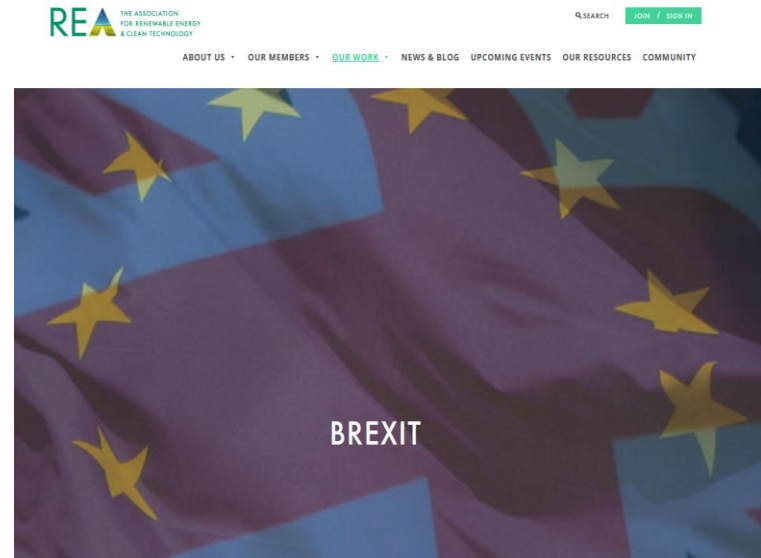 REA
THE ASSOCIATION
FOR RENEWABLE ENERGY
& CLEAN TECHNOLOGY
SEARCH
JOIN / SIGN IN
ABOUT US OUR MEMBERS OUR WORK NEWS & BLOG UPCOMING EVENTS OUR RESOURCES COMMUNITY
BREXIT